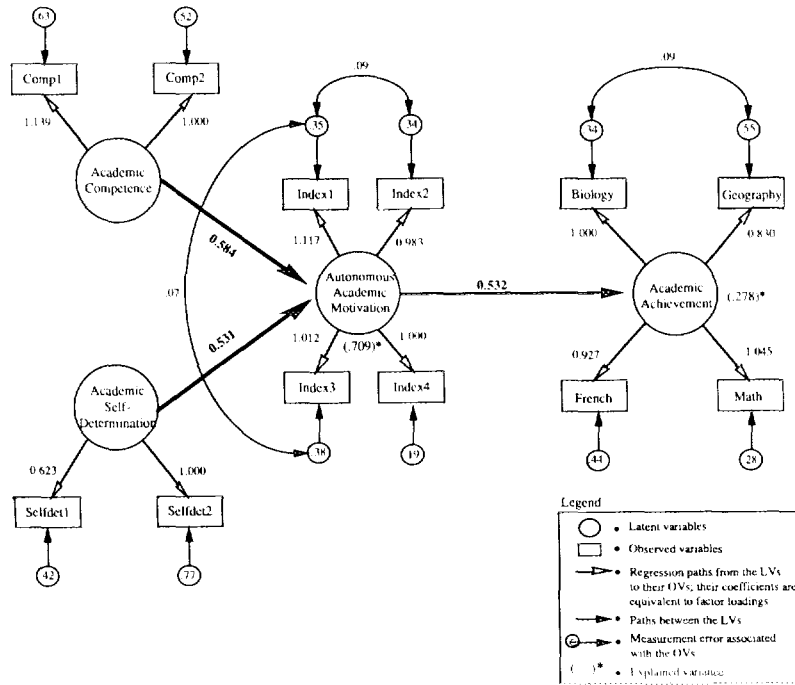 .63
.52
Comp1
Comp2
1.139
1.000
Academic
Competence
0.584
.09
.35
.34
Index1
Index2
1.117
0.983
Autonomous
Academic
Motivation
1.012
(.709)*
1.000
Index3
Index4
.38
.19
.07
0.532
0.531
Academic
Self-
Determination
0.623
1.000
Selfdet1
Selfdet2
.42
.77
.09
.34
.55
Biology
Geography
1.000
0.830
Academic
Achievement
(.278)*
0.927
1.045
French
Math
.44
.28
Legend
• Latent variables
• Observed variables
• Regression paths from the LVs
to their OVs; their coefficients are
equivalent to factor loadings
• Paths between the LVs
• Measurement error associated
with the OVs
( )* • Explained variance